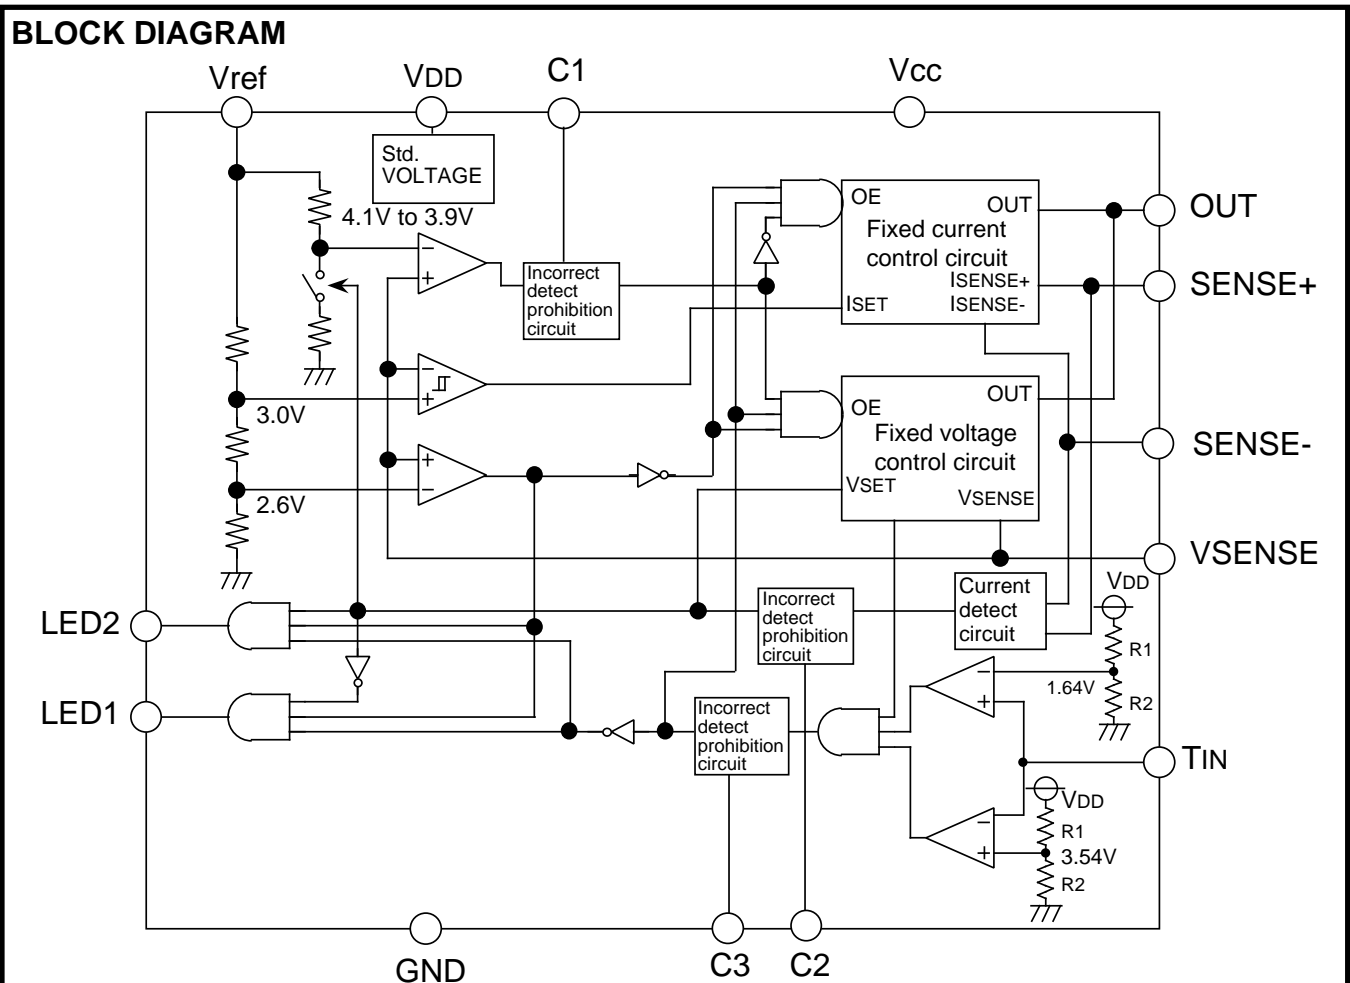 BLOCK DIAGRAM
Vref
VDD
C1
Vcc
Std.
VOLTAGE
4.1V to 3.9V
−
+
Incorrect
detect
prohibition
circuit
OE
OUT
Fixed current
control circuit
ISENSE+
ISET
ISENSE-
OUT
SENSE+
−
+
3.0V
OE
OUT
Fixed voltage
control circuit
VSET
VSENSE
SENSE-
+
−
2.6V
VSENSE
LED2
Incorrect
detect
prohibition
circuit
Current
detect
circuit
VDD
R1
1.64V
R2
−
+
LED1
Incorrect
detect
prohibition
circuit
TIN
VDD
R1
3.54V
R2
−
+
GND
C3
C2